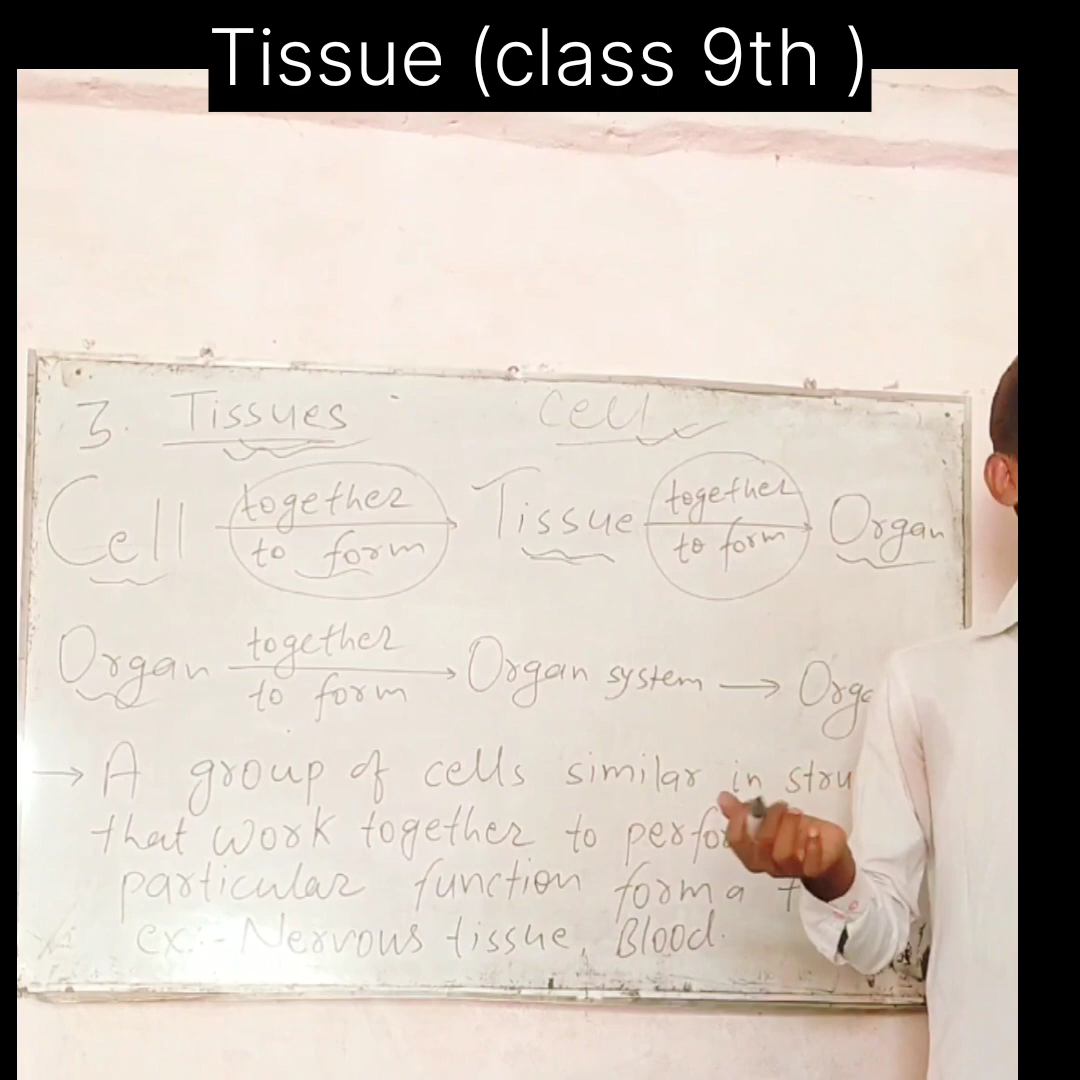 Tissue (class 9th )
3. Tissues Cell
Cell together to form Tissue together to form Organ
Organ together to form Organ system → Orga
→ A group of cells similar in stru
that work together to perfo
particular function form a t
ex:- Nervous tissue, Blood.